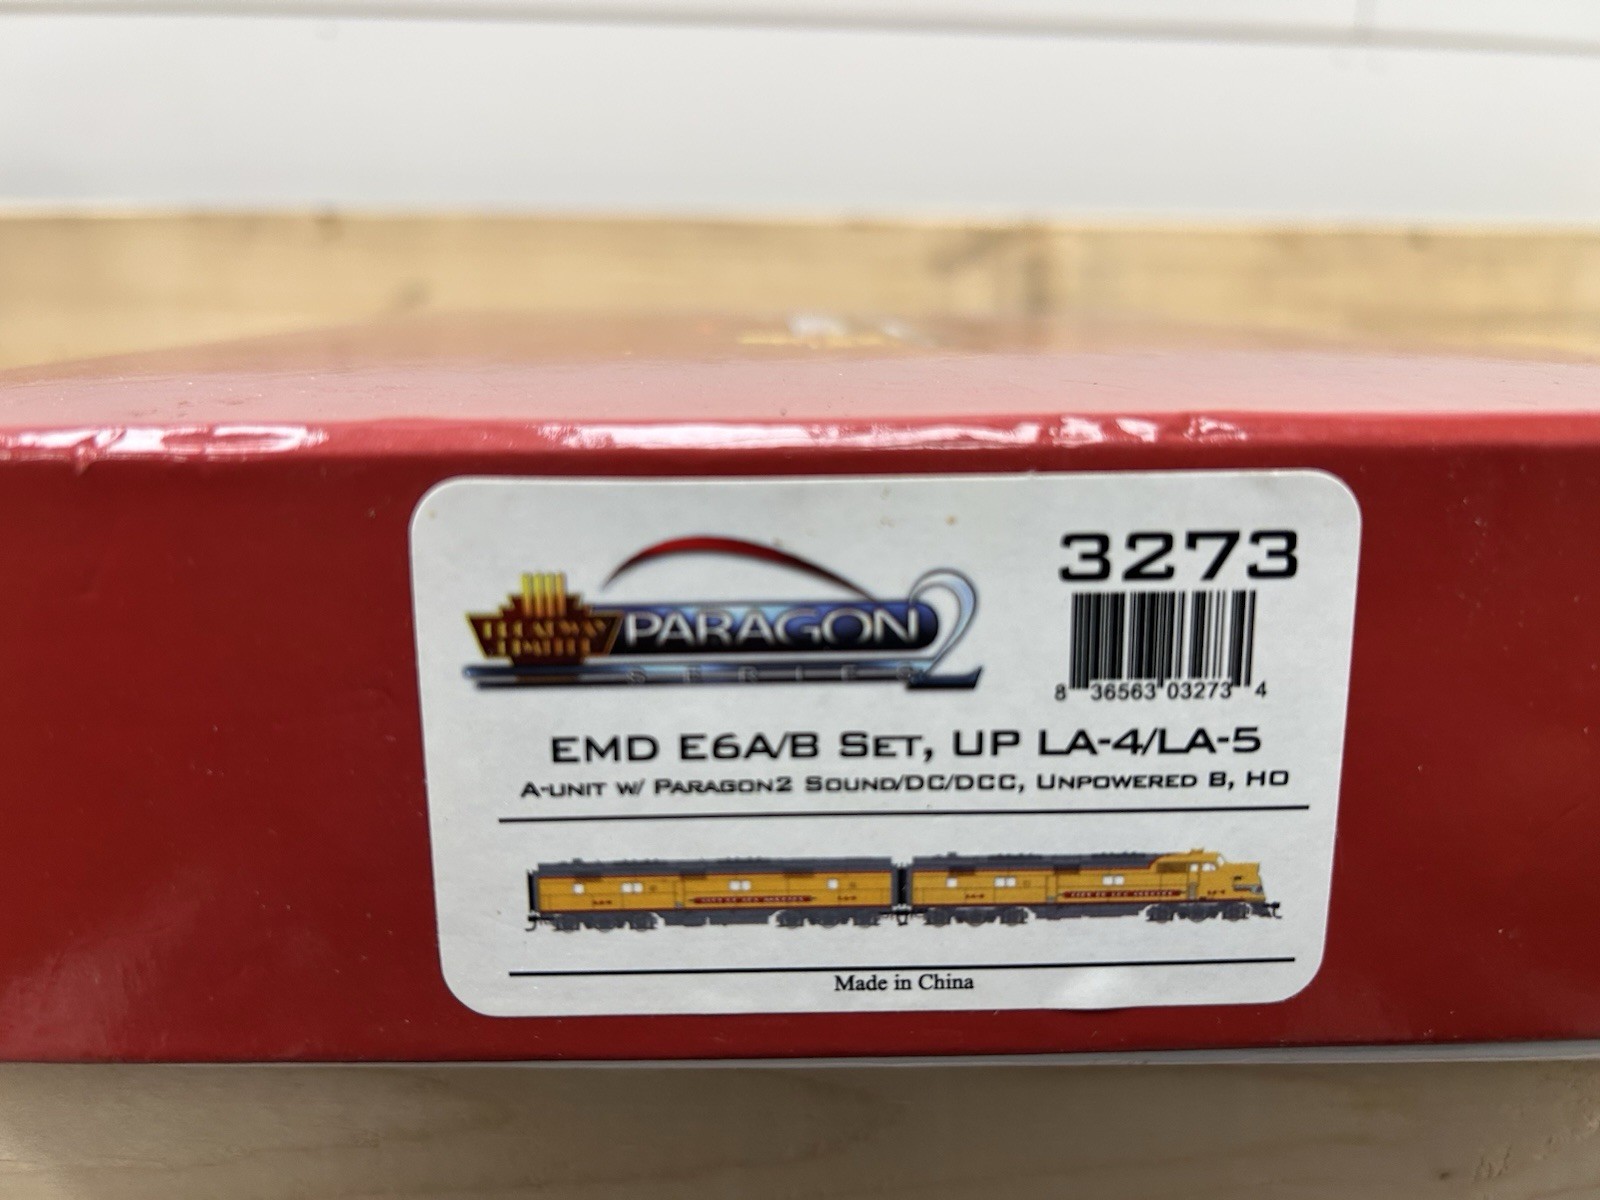 3273
BROADWAY
LIMITED
PARAGON 2
SERIES
8 36563 03273 4
EMD E6A/B SET, UP LA-4/LA-5
A-UNIT W/ PARAGON2 SOUND/DC/DCC, UNPOWERED B, HO
Made in China